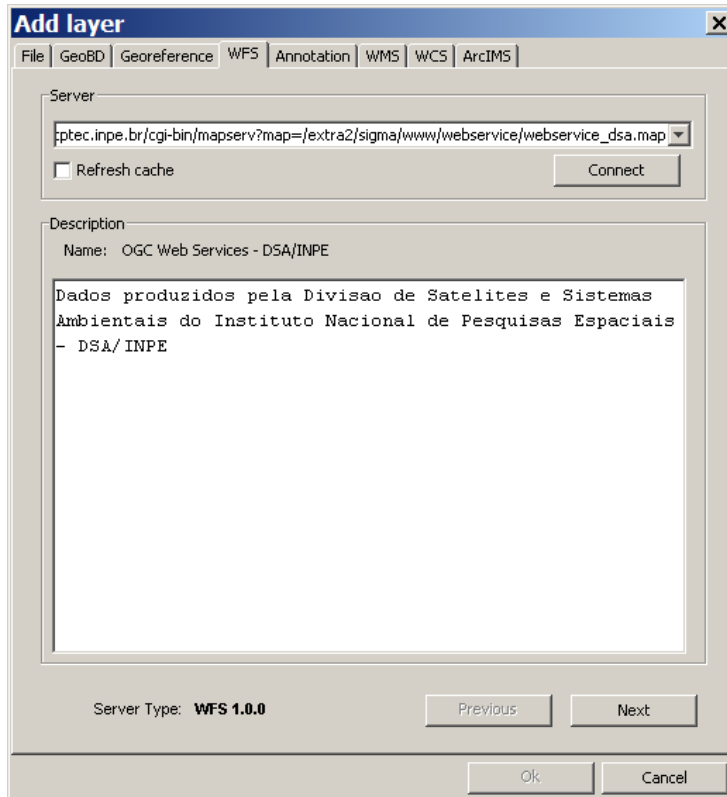 Add layer
File GeoBD Georeference WFS Annotation WMS WCS ArcIMS
Server
cptec.inpe.br/cgi-bin/mapserv?map=/extra2/sigma/www/webservice/webservice_dsa.map
Refresh cache Connect
Description
Name: OGC Web Services - DSA/INPE
Dados produzidos pela Divisao de Satelites e Sistemas
Ambientais do Instituto Nacional de Pesquisas Espaciais
- DSA/INPE
Server Type: WFS 1.0.0 Previous Next
Ok Cancel